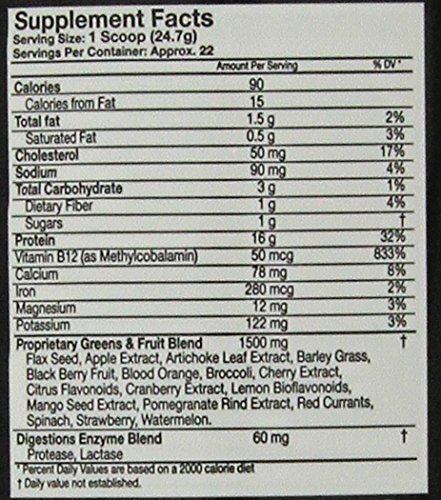 Supplement Facts
Serving Size: 1 Scoop (24.7g)
Servings Per Container: Approx. 22
Amount Per Serving % DV*
Calories 90
Calories from Fat 15
Total fat 1.5 g 2%
Saturated Fat 0.5 g 3%
Cholesterol 50 mg 17%
Sodium 90 mg 4%
Total Carbohydrate 3 g 1%
Dietary Fiber 1 g 4%
Sugars 1 g †
Protein 16 g 32%
Vitamin B12 (as Methylcobalamin) 50 mcg 833%
Calcium 78 mg 8%
Iron 280 mcg 2%
Magnesium 12 mg 3%
Potassium 122 mg 3%
Proprietary Greens & Fruit Blend 1500 mg †
Flax Seed, Apple Extract, Artichoke Leaf Extract, Barley Grass,
Black Berry Fruit, Blood Orange, Broccoli, Cherry Extract,
Citrus Flavonoids, Cranberry Extract, Lemon Bioflavonoids,
Mango Seed Extract, Pomegranate Rind Extract, Red Currants,
Spinach, Strawberry, Watermelon.
Digestions Enzyme Blend 60 mg †
Protease, Lactase
*Percent Daily Values are based on a 2000 calorie diet
† Daily value not established.